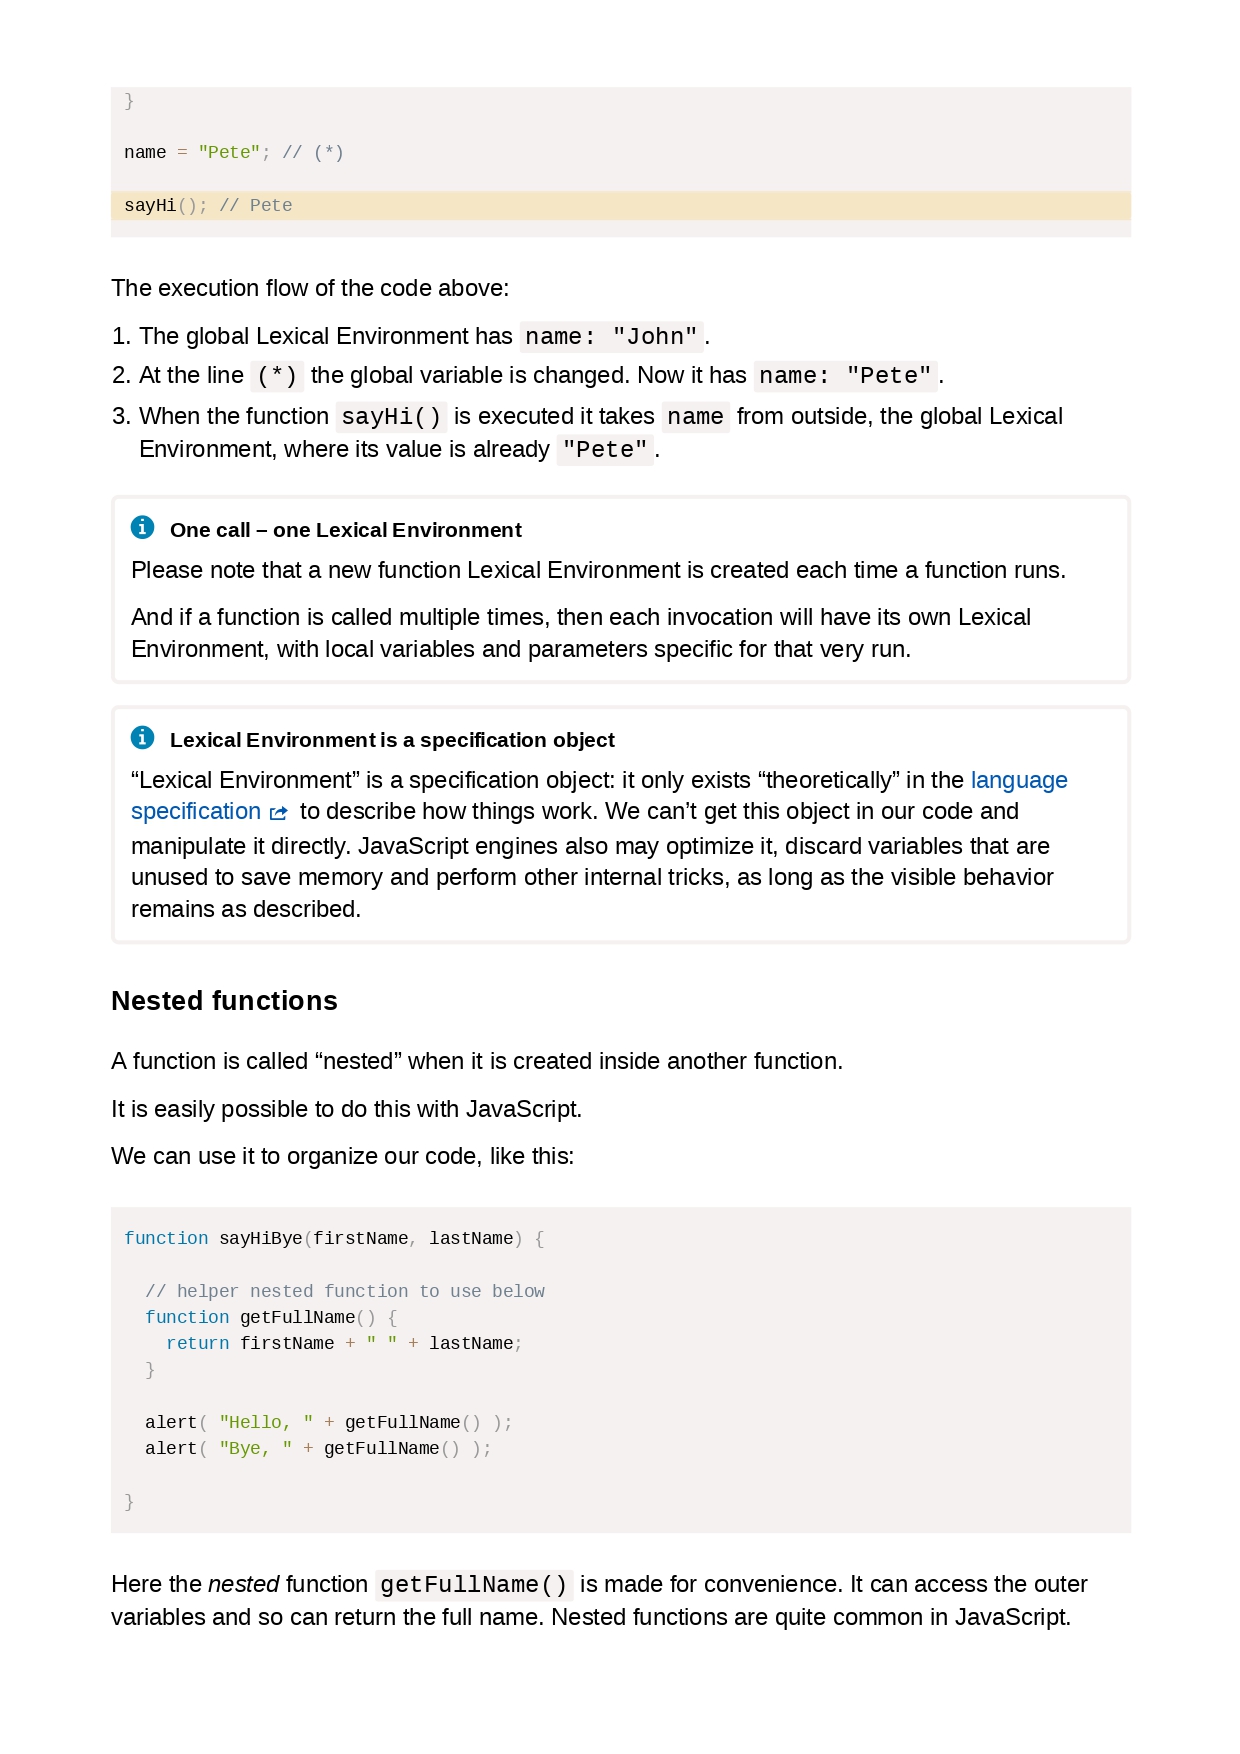 }
name = "Pete"; // (*)
sayHi(); // Pete
The execution flow of the code above:
1. The global Lexical Environment has name: "John".
2. At the line (*) the global variable is changed. Now it has name: "Pete".
3. When the function sayHi() is executed it takes name from outside, the global Lexical
Environment, where its value is already "Pete".
One call – one Lexical Environment
Please note that a new function Lexical Environment is created each time a function runs.
And if a function is called multiple times, then each invocation will have its own Lexical
Environment, with local variables and parameters specific for that very run.
Lexical Environment is a specification object
“Lexical Environment” is a specification object: it only exists “theoretically” in the language
specification to describe how things work. We can’t get this object in our code and
manipulate it directly. JavaScript engines also may optimize it, discard variables that are
unused to save memory and perform other internal tricks, as long as the visible behavior
remains as described.
Nested functions
A function is called “nested” when it is created inside another function.
It is easily possible to do this with JavaScript.
We can use it to organize our code, like this:
function sayHiBye(firstName, lastName) {
  // helper nested function to use below
  function getFullName() {
    return firstName + " " + lastName;
  }
  alert( "Hello, " + getFullName() );
  alert( "Bye, " + getFullName() );
}
Here the nested function getFullName() is made for convenience. It can access the outer
variables and so can return the full name. Nested functions are quite common in JavaScript.